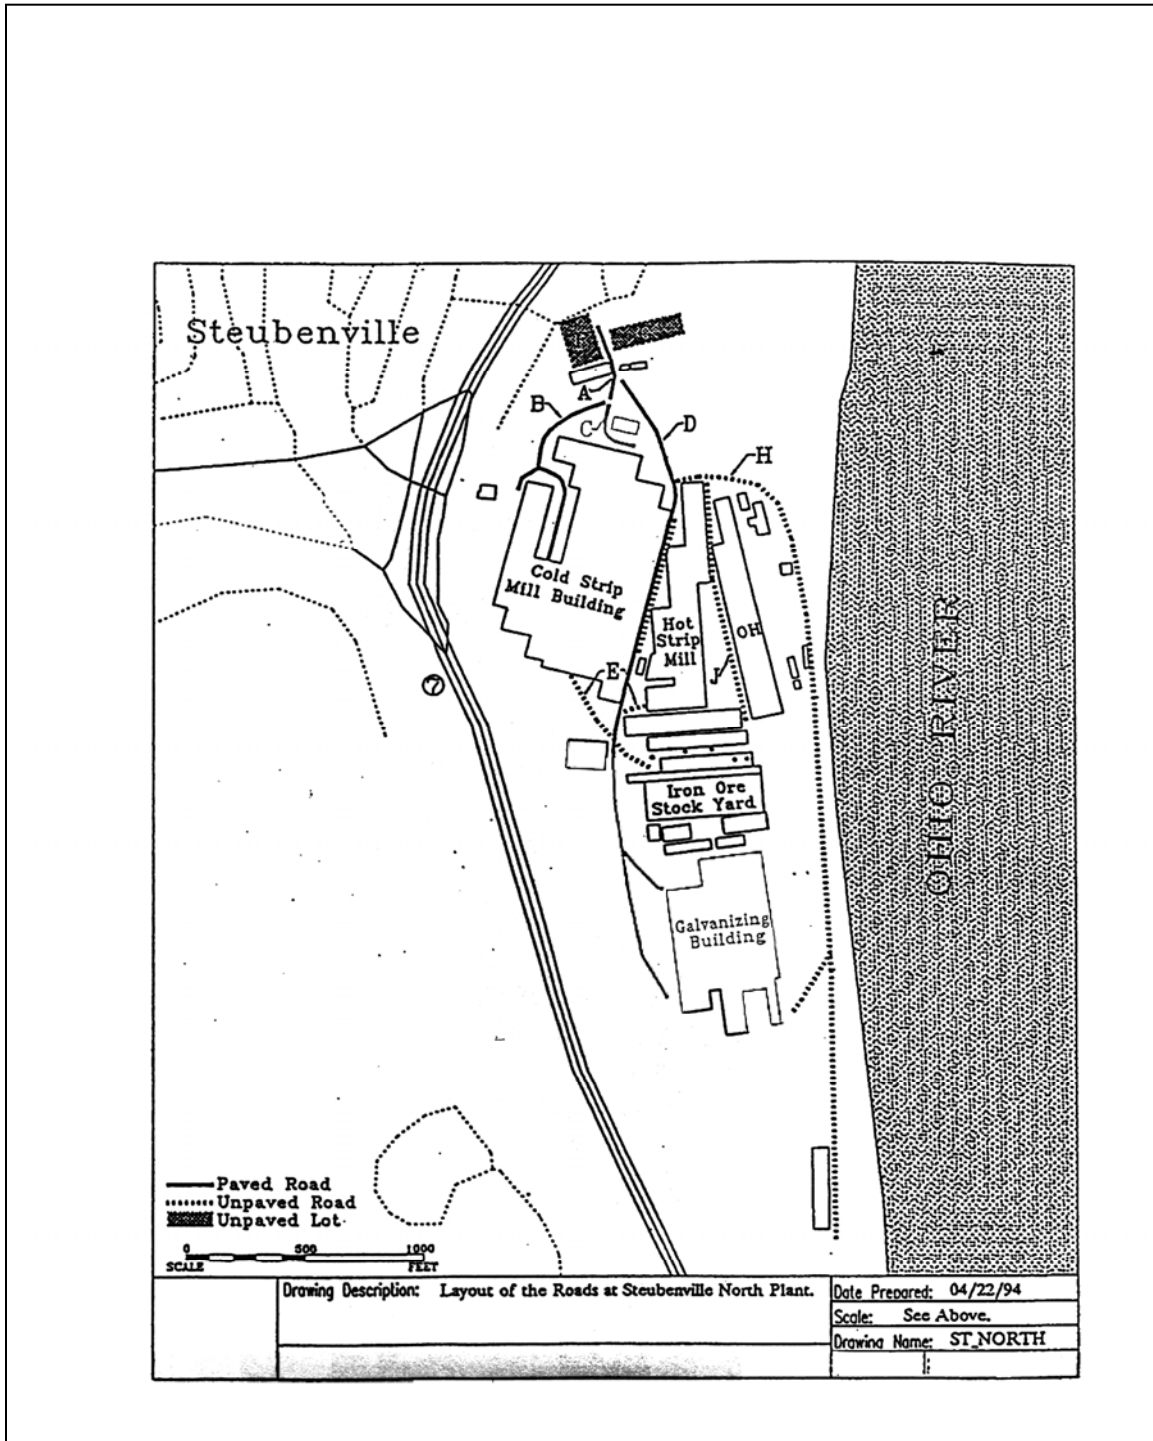 Steubenville
A
B
C
D
H
Cold Strip
Mill Building
Hot
Strip
Mill
OH
J
E
7
Iron Ore
Stock Yard
Galvanizing
Building
OHIO RIVER
Paved Road
Unpaved Road
Unpaved Lot
0 500 1000
SCALE FEET
Drawing Description: Layout of the Roads at Steubenville North Plant.
Date Prepared: 04/22/94
Scale: See Above.
Drawing Name: ST_NORTH